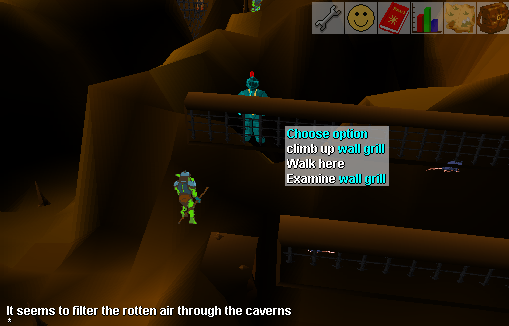 Choose option
climb up wall grill
Walk here
Examine wall grill
It seems to filter the rotten air through the caverns
*